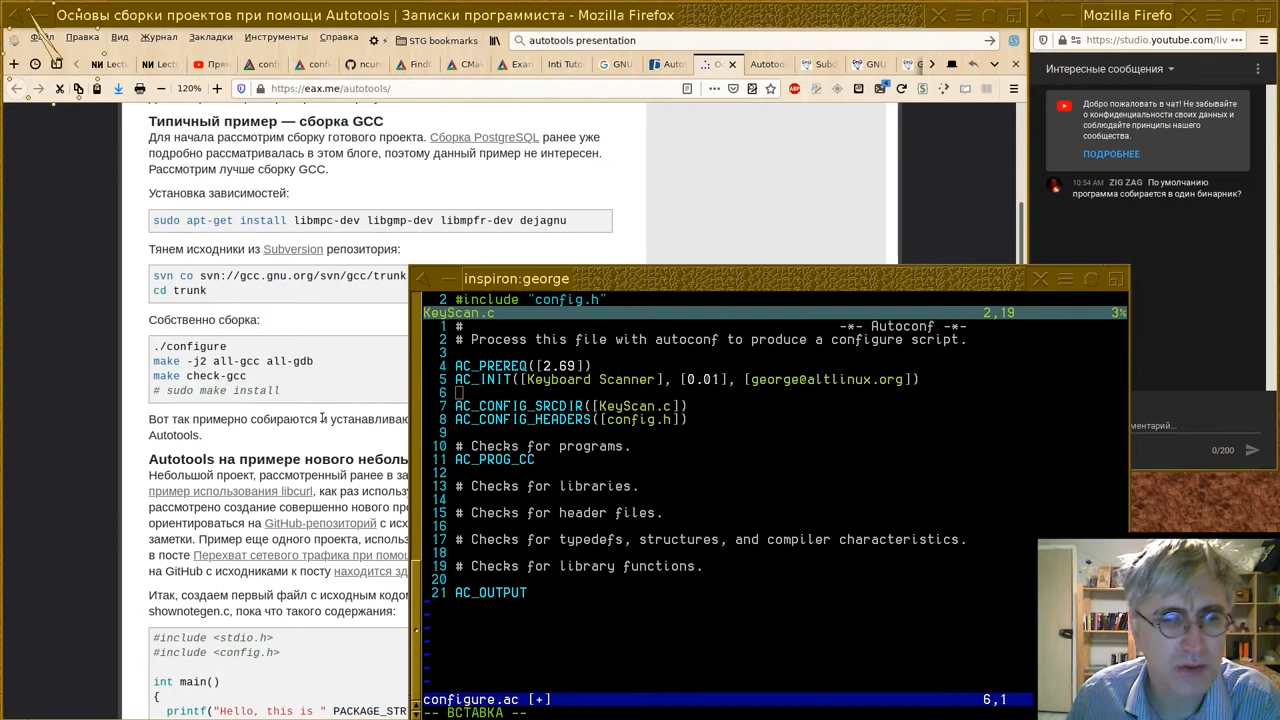 Основы сборки проектов при помощи Autotools | Записки программиста - Mozilla Firefox
Файл Правка Вид Журнал Закладки Инструменты Справка
STG bookmarks
autotools presentation
120%
https://eax.me/autotools/
Типичный пример — сборка GCC
Для начала рассмотрим сборку готового проекта. Сборка PostgreSQL ранее уже
подробно рассматривалась в этом блоге, поэтому данный пример не интересен.
Рассмотрим лучше сборку GCC.
Установка зависимостей:
sudo apt-get install libmpc-dev libgmp-dev libmpfr-dev dejagnu
Тянем исходники из Subversion репозитория:
svn co svn://gcc.gnu.org/svn/gcc/trunk
cd trunk
Собственно сборка:
./configure
make -j2 all-gcc all-gdb
make check-gcc
# sudo make install
Вот так примерно собираются и устанавливаю
Autotools.
Autotools на примере нового неболь
Небольшой проект, рассмотренный ранее в за
пример использования libcurl, как раз использу
рассмотрено создание совершенно нового про
ориентироваться на GitHub-репозиторий с исх
заметки. Пример еще одного проекта, использ
в посте Перехват сетевого трафика при помощ
на GitHub с исходниками к посту находится зд
Итак, создаем первый файл с исходным кодом
shownotegen.c, пока что такого содержания:
#include <stdio.h>
#include <config.h>
int main()
{
printf("Hello, this is " PACKAGE_STR
inspiron:george
2 #include "config.h"
KeyScan.c 2,19 3%
1 # -*- Autoconf -*-
2 # Process this file with autoconf to produce a configure script.
3
4 AC_PREREQ([2.69])
5 AC_INIT([Keyboard Scanner], [0.01], [george@altlinux.org])
6
7 AC_CONFIG_SRCDIR([KeyScan.c])
8 AC_CONFIG_HEADERS([config.h])
9
10 # Checks for programs.
11 AC_PROG_CC
12
13 # Checks for libraries.
14
15 # Checks for header files.
16
17 # Checks for typedefs, structures, and compiler characteristics.
18
19 # Checks for library functions.
20
21 AC_OUTPUT
configure.ac [+] 6,1
-- ВСТАВКА --
Mozilla Firefo
https://studio.youtube.com/liv
Интересные сообщения
Добро пожаловать в чат! Не забывайте
о конфиденциальности своих данных и
соблюдайте принципы нашего
сообщества.
ПОДРОБНЕЕ
10:54 AM ZIG ZAG По умолчанию
программа собирается в один бинарник?
ментарий...
0/200